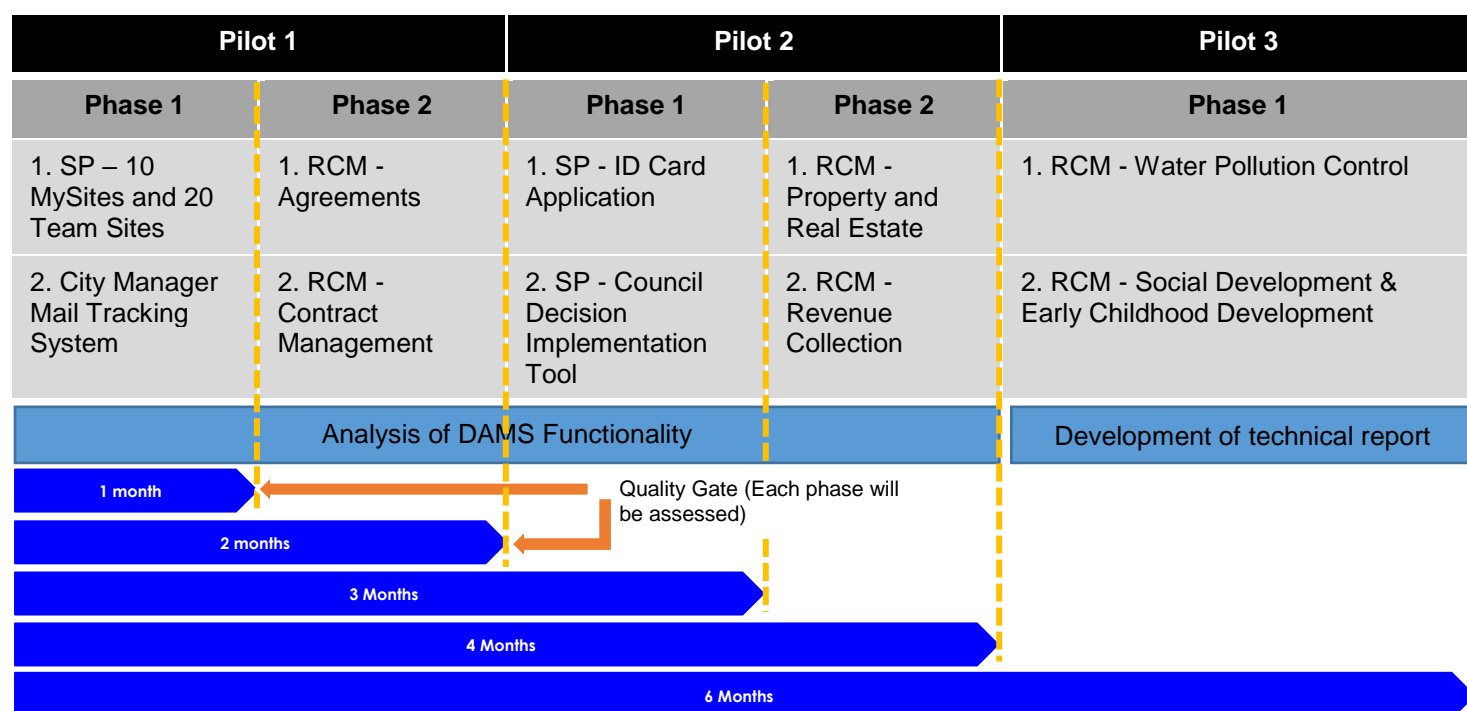 Pilot 1
Pilot 2
Pilot 3
Phase 1
Phase 2
Phase 1
Phase 2
Phase 1
1. SP – 10
MySites and 20
Team Sites
1. RCM -
Agreements
1. SP - ID Card
Application
1. RCM -
Property and
Real Estate
1. RCM - Water Pollution Control
2. City Manager
Mail Tracking
System
2. RCM -
Contract
Management
2. SP - Council
Decision
Implementation
Tool
2. RCM -
Revenue
Collection
2. RCM - Social Development &
Early Childhood Development
Analysis of DAMS Functionality
Development of technical report
1 month
Quality Gate (Each phase will
be assessed)
2 months
3 Months
4 Months
6 Months